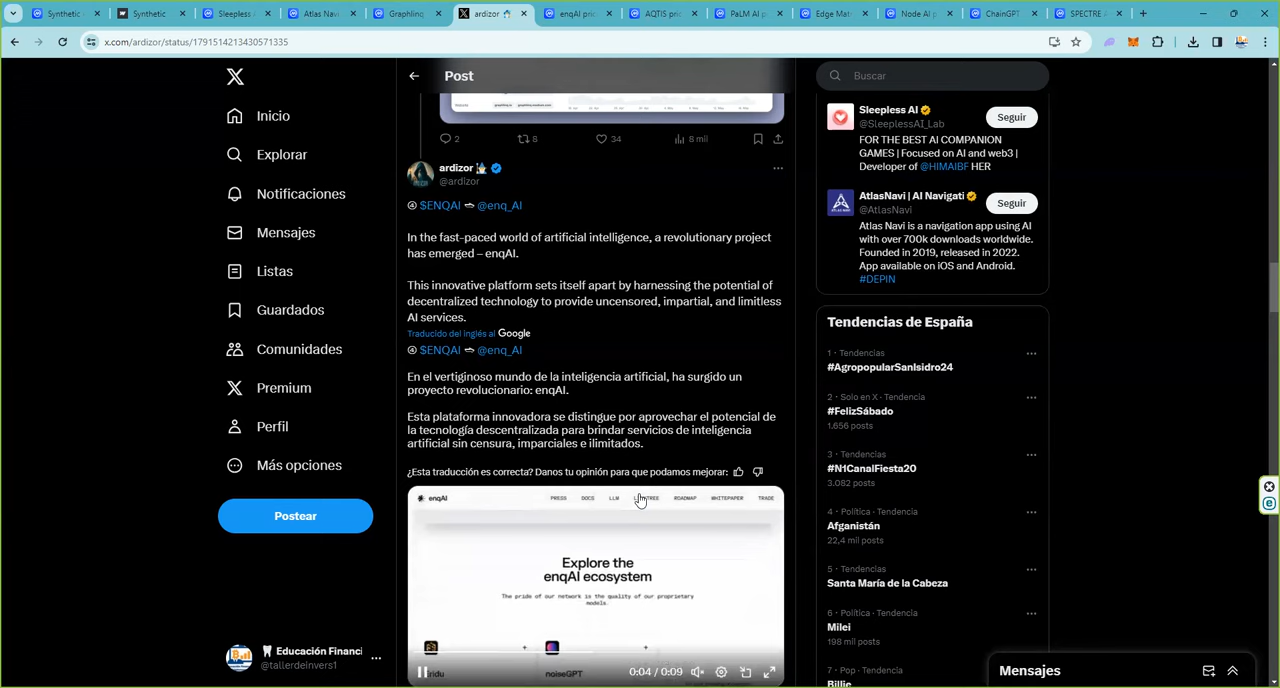 Synthetic
Synthetic
Sleepless
Atlas Navi
Graphlinq
ardizor
enqAI pric
AQTIS pric
PaLM AI p
Edge Mat
Node AI p
ChainGPT
SPECTRE A
x.com/ardizor/status/1791514213430571335
Inicio
Explorar
Notificaciones
Mensajes
Listas
Guardados
Comunidades
Premium
Perfil
Más opciones
Postear
Educación Financi
@tallerdeinvers1
Post
2
8
34
8 mil
ardizor
@ardizor
④ $ENQAI ➫ @enq_AI
In the fast-paced world of artificial intelligence, a revolutionary project
has emerged – enqAI.
This innovative platform sets itself apart by harnessing the potential of
decentralized technology to provide uncensored, impartial, and limitless
AI services.
Traducido del inglés al Google
④ $ENQAI ➫ @enq_AI
En el vertiginoso mundo de la inteligencia artificial, ha surgido un
proyecto revolucionario: enqAI.
Esta plataforma innovadora se distingue por aprovechar el potencial de
la tecnología descentralizada para brindar servicios de inteligencia
artificial sin censura, imparciales e ilimitados.
¿Esta traducción es correcta? Danos tu opinión para que podamos mejorar:
enqAI
PRESS DOCS LLM ROADMAP WHITEPAPER TRADE
Explore the
enqAI ecosystem
The pride of our network is the quality of our proprietary
models.
noiseGPT
0:04 / 0:09
Buscar
Sleepless AI
@SleeplessAI_Lab
Seguir
FOR THE BEST AI COMPANION
GAMES | Focused on AI and web3 |
Developer of @HIMAIBF HER
AtlasNavi | AI Navigati
@AtlasNavi
Seguir
Atlas Navi is a navigation app using AI
with over 700k downloads worldwide.
Founded in 2019, released in 2022.
App available on iOS and Android.
#DEPIN
Tendencias de España
1 · Tendencias
#AgropopularSanIsidro24
2 · Solo en X · Tendencia
#FelizSábado
1.656 posts
3 · Tendencias
#N1CanalFiesta20
3.082 posts
4 · Política · Tendencia
Afganistán
22,4 mil posts
5 · Tendencias
Santa María de la Cabeza
6 · Política · Tendencia
Milei
198 mil posts
7 · Pop · Tendencia
Billie
Mensajes